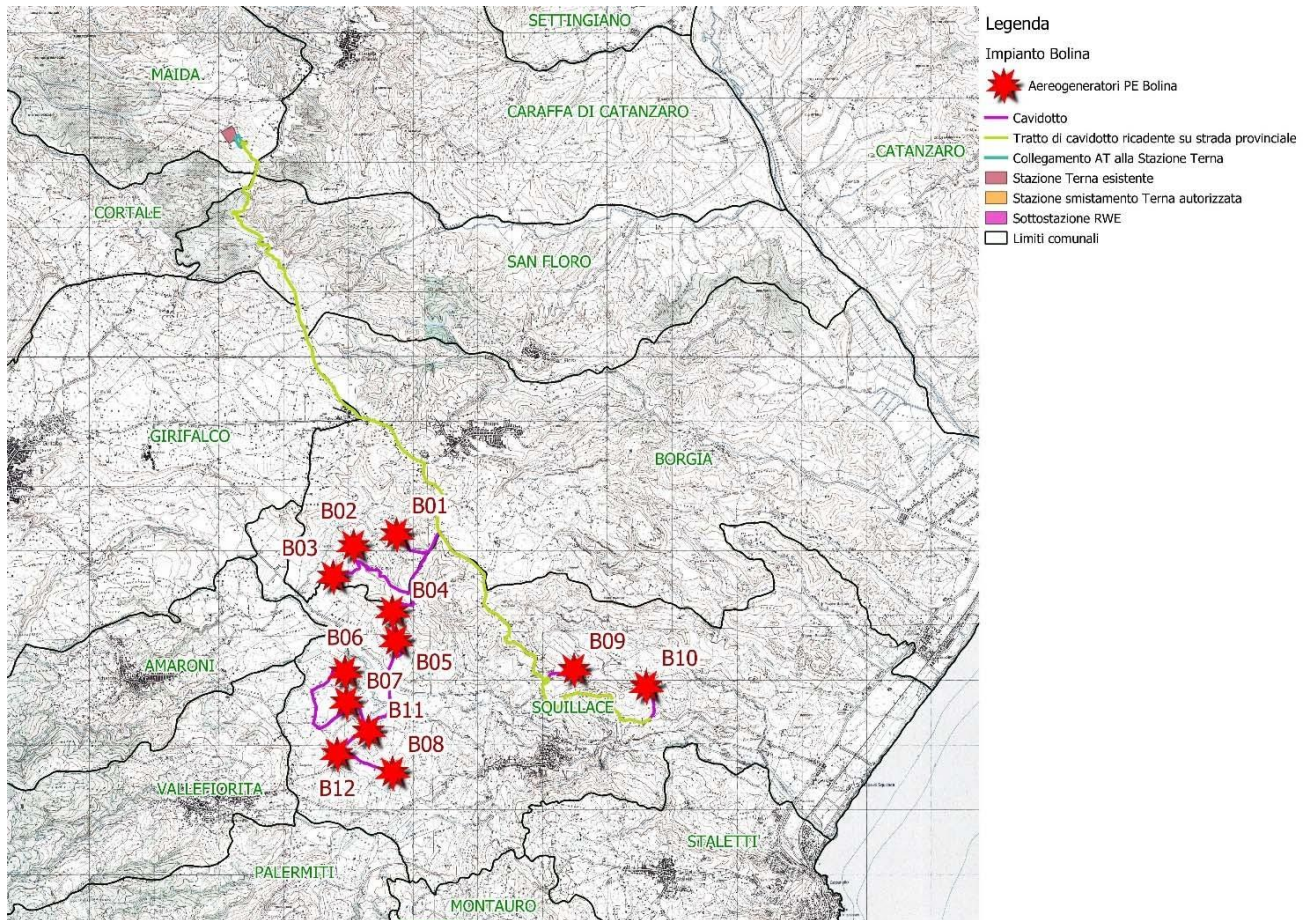 SETTINGIANO
MAIDA
CARAFFA DI CATANZARO
CATANZARO
CORTALE
SAN FLORO
GIRIFALCO
BORGIA
B01
B02
B03
B04
B06
B05
B09
B10
AMARONI
B07
B11
SQUILLACE
B08
B12
VALLEFIORITA
STALETTI
PALERMITI
MONTAURO
Legenda
Impianto Bolina
Aereogeneratori PE Bolina
Cavidotto
Tratto di cavidotto ricadente su strada provinciale
Collegamento AT alla Stazione Terna
Stazione Terna esistente
Stazione smistamento Terna autorizzata
Sottostazione RWE
Limiti comunali